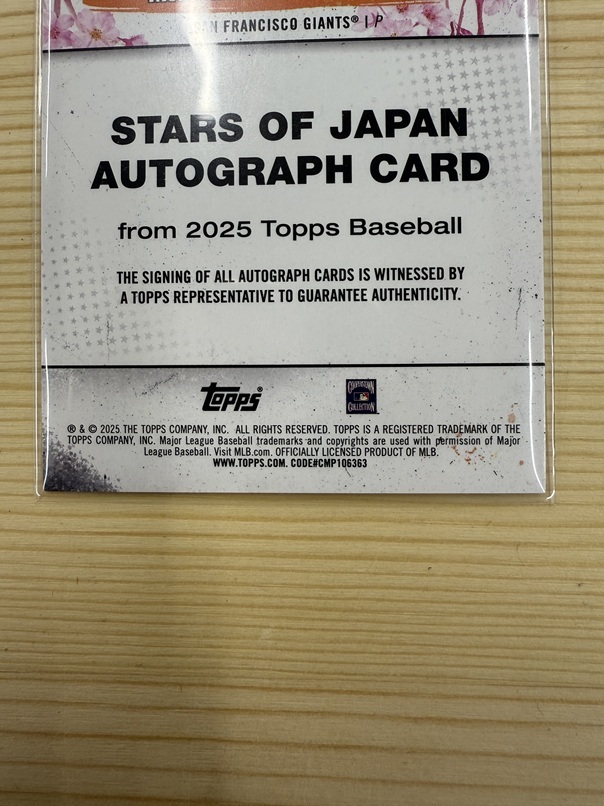 SAN FRANCISCO GIANTS® | P
STARS OF JAPAN
AUTOGRAPH CARD
from 2025 Topps Baseball
THE SIGNING OF ALL AUTOGRAPH CARDS IS WITNESSED BY
A TOPPS REPRESENTATIVE TO GUARANTEE AUTHENTICITY.
topps®
COOPERSTOWN
COLLECTION
® & © 2025 THE TOPPS COMPANY, INC. ALL RIGHTS RESERVED. TOPPS IS A REGISTERED TRADEMARK OF THE
TOPPS COMPANY, INC. Major League Baseball trademarks and copyrights are used with permission of Major
League Baseball. Visit MLB.com. OFFICIALLY LICENSED PRODUCT OF MLB.
WWW.TOPPS.COM. CODE#CMP106363